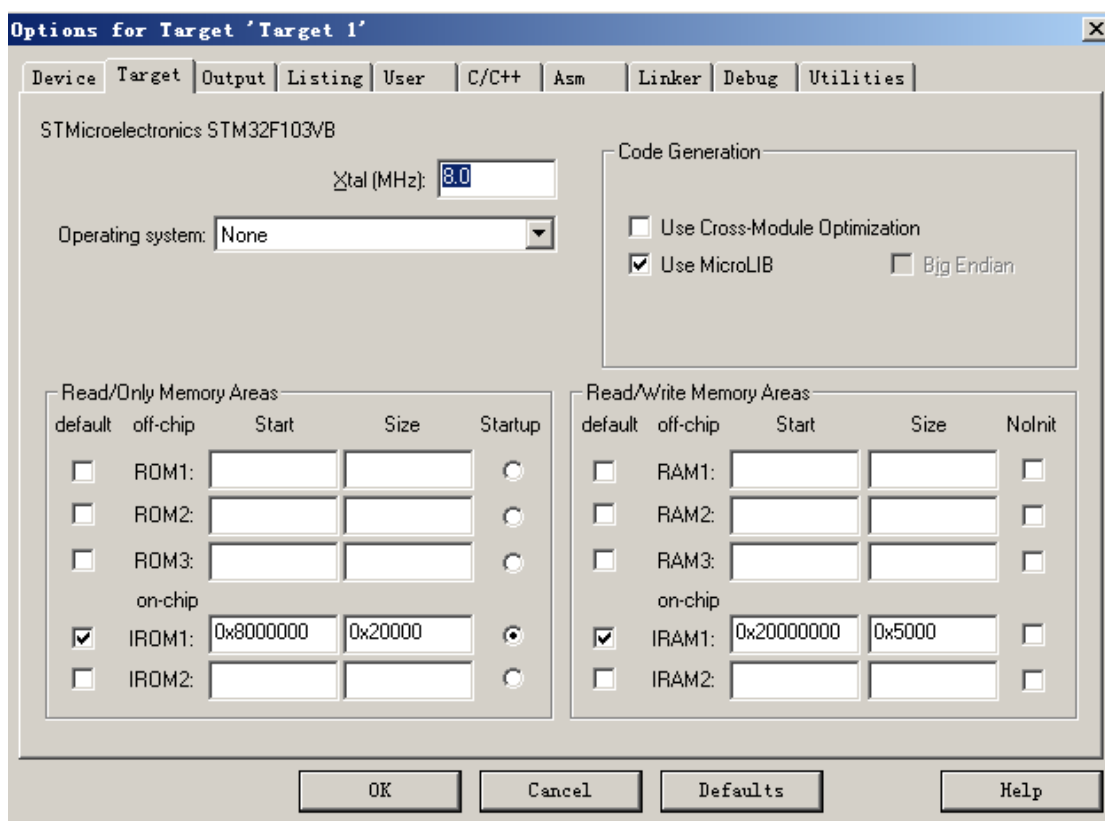 Options for Target 'Target 1'
Device Target Output Listing User C/C++ Asm Linker Debug Utilities
STMicroelectronics STM32F103VB
Xtal (MHz): 8.0
Operating system: None
Code Generation
Use Cross-Module Optimization
Use MicroLIB Big Endian
Read/Only Memory Areas
default off-chip Start Size Startup
ROM1:
ROM2:
ROM3:
on-chip
IROM1: 0x8000000 0x20000
IROM2:
Read/Write Memory Areas
default off-chip Start Size NoInit
RAM1:
RAM2:
RAM3:
on-chip
IRAM1: 0x20000000 0x5000
IRAM2:
OK Cancel Defaults Help